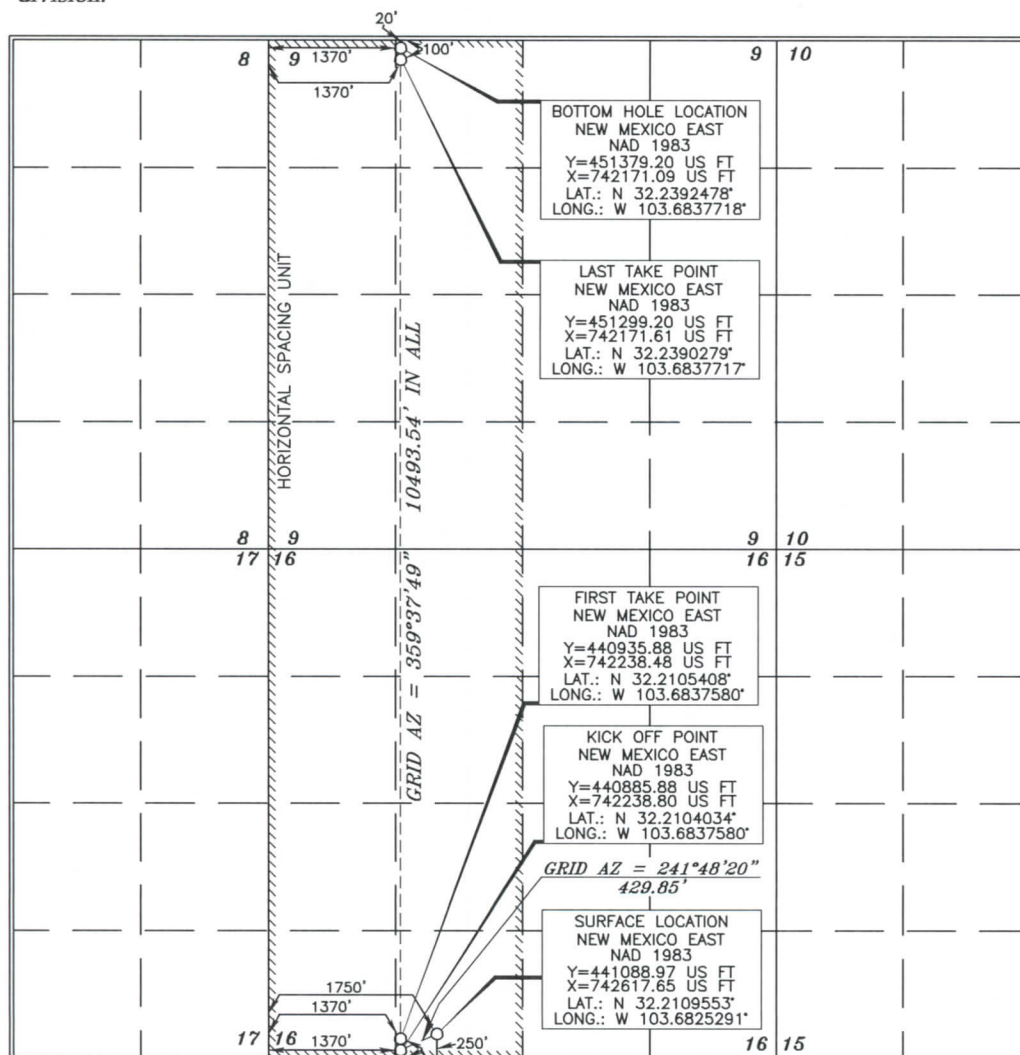 division.
20'
1370'
100'
8 9
9 10
1370'
BOTTOM HOLE LOCATION
NEW MEXICO EAST
NAD 1983
Y=451379.20 US FT
X=742171.09 US FT
LAT.: N 32.2392478°
LONG.: W 103.6837718°
LAST TAKE POINT
NEW MEXICO EAST
NAD 1983
Y=451299.20 US FT
X=742171.61 US FT
LAT.: N 32.2390279°
LONG.: W 103.6837717°
HORIZONTAL SPACING UNIT
GRID AZ = 359°37'49" 10493.54' IN ALL
8 9
9 10
17 16
16 15
FIRST TAKE POINT
NEW MEXICO EAST
NAD 1983
Y=440935.88 US FT
X=742238.48 US FT
LAT.: N 32.2105408°
LONG.: W 103.6837580°
KICK OFF POINT
NEW MEXICO EAST
NAD 1983
Y=440885.88 US FT
X=742238.80 US FT
LAT.: N 32.2104034°
LONG.: W 103.6837580°
GRID AZ = 241°48'20"
429.85'
SURFACE LOCATION
NEW MEXICO EAST
NAD 1983
Y=441088.97 US FT
X=742617.65 US FT
LAT.: N 32.2109553°
LONG.: W 103.6825291°
1750'
1370'
17 16
1370'
250'
16 15